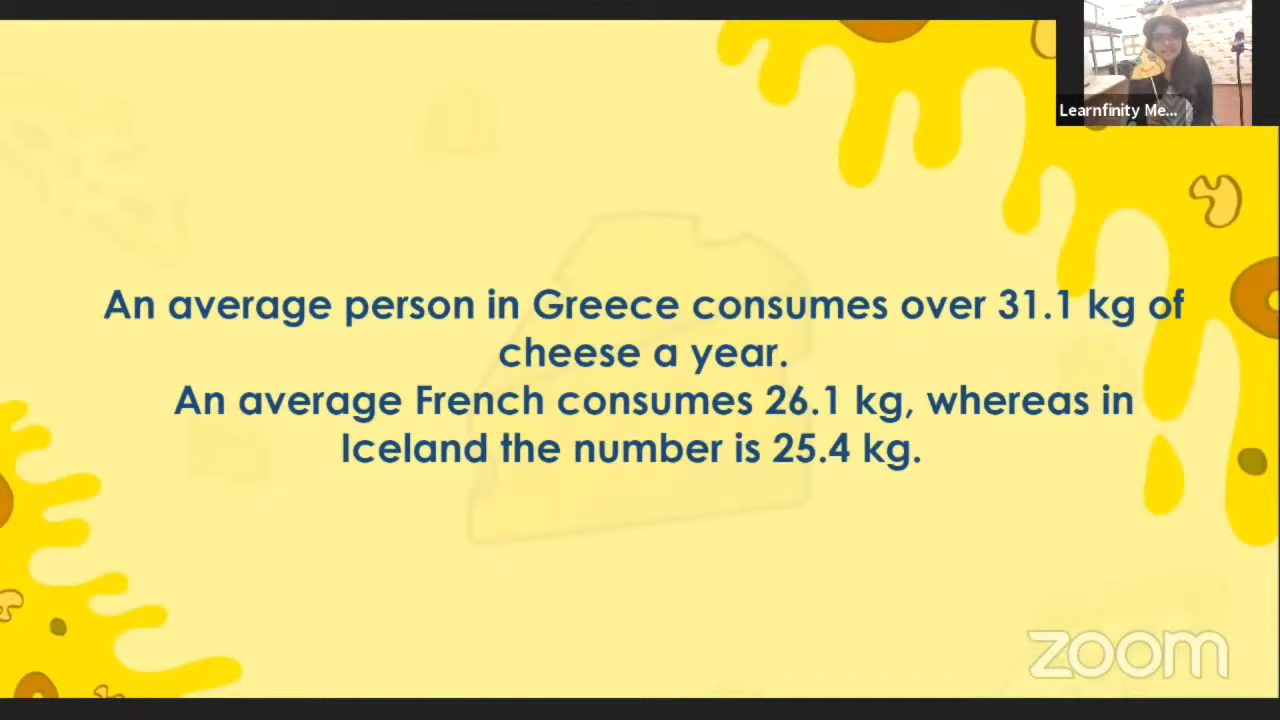 Learnfinity Me...
An average person in Greece consumes over 31.1 kg of
cheese a year.
An average French consumes 26.1 kg, whereas in
Iceland the number is 25.4 kg.
zoom